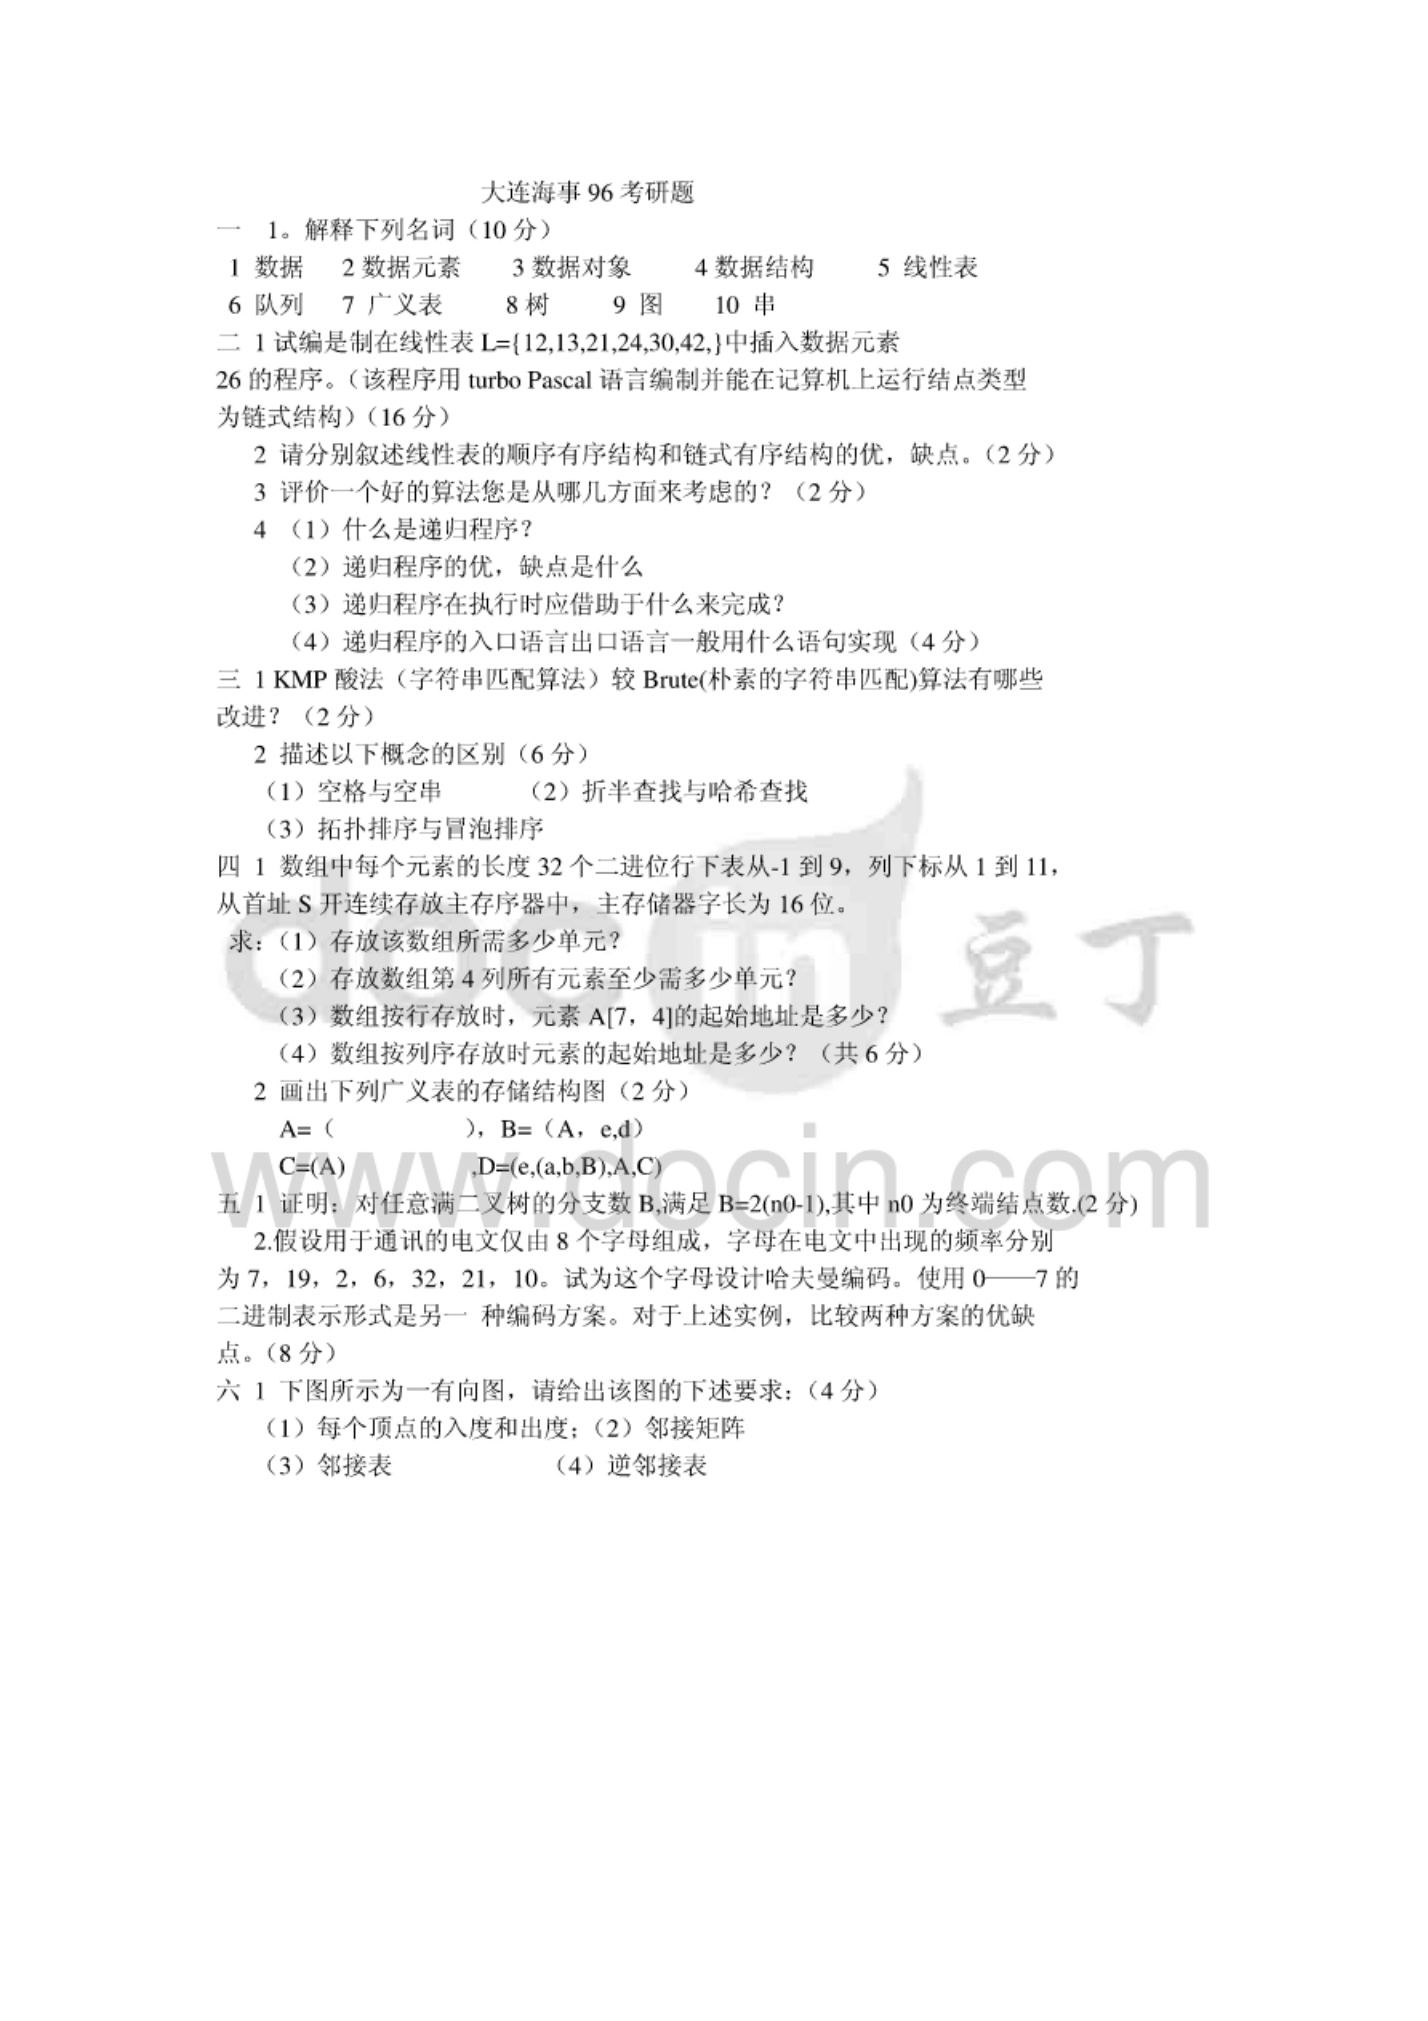 大连海事 96 考研题
一 1。解释下列名词（10 分）
1 数据 2 数据元素 3 数据对象 4 数据结构 5 线性表
6 队列 7 广义表 8 树 9 图 10 串
二 1 试编是制在线性表 L={12,13,21,24,30,42,}中插入数据元素
26 的程序。（该程序用 turbo Pascal 语言编制并能在记算机上运行结点类型
为链式结构）（16 分）
2 请分别叙述线性表的顺序有序结构和链式有序结构的优，缺点。（2 分）
3 评价一个好的算法您是从哪几方面来考虑的？（2 分）
4 （1）什么是递归程序？
（2）递归程序的优，缺点是什么
（3）递归程序在执行时应借助于什么来完成？
（4）递归程序的入口语言出口语言一般用什么语句实现（4 分）
三 1 KMP 酸法（字符串匹配算法）较 Brute(朴素的字符串匹配)算法有哪些
改进？（2 分）
2 描述以下概念的区别（6 分）
（1）空格与空串 （2）折半查找与哈希查找
（3）拓扑排序与冒泡排序
四 1 数组中每个元素的长度 32 个二进位行下表从-1 到 9，列下标从 1 到 11，
从首址 S 开连续存放主存序器中，主存储器字长为 16 位。
求：（1）存放该数组所需多少单元？
（2）存放数组第 4 列所有元素至少需多少单元？
（3）数组按行存放时，元素 A[7，4]的起始地址是多少？
（4）数组按列序存放时元素的起始地址是多少？（共 6 分）
2 画出下列广义表的存储结构图（2 分）
A=（ ），B=（A，e,d）
C=(A) ,D=(e,(a,b,B),A,C)
五 1 证明：对任意满二叉树的分支数 B,满足 B=2(n0-1),其中 n0 为终端结点数.(2 分)
2.假设用于通讯的电文仅由 8 个字母组成，字母在电文中出现的频率分别
为 7，19，2，6，32，21，10。试为这个字母设计哈夫曼编码。使用 0——7 的
二进制表示形式是另一 种编码方案。对于上述实例，比较两种方案的优缺
点。（8 分）
六 1 下图所示为一有向图，请给出该图的下述要求：（4 分）
（1）每个顶点的入度和出度；（2）邻接矩阵
（3）邻接表 （4）逆邻接表
docin 豆丁
www.docin.com